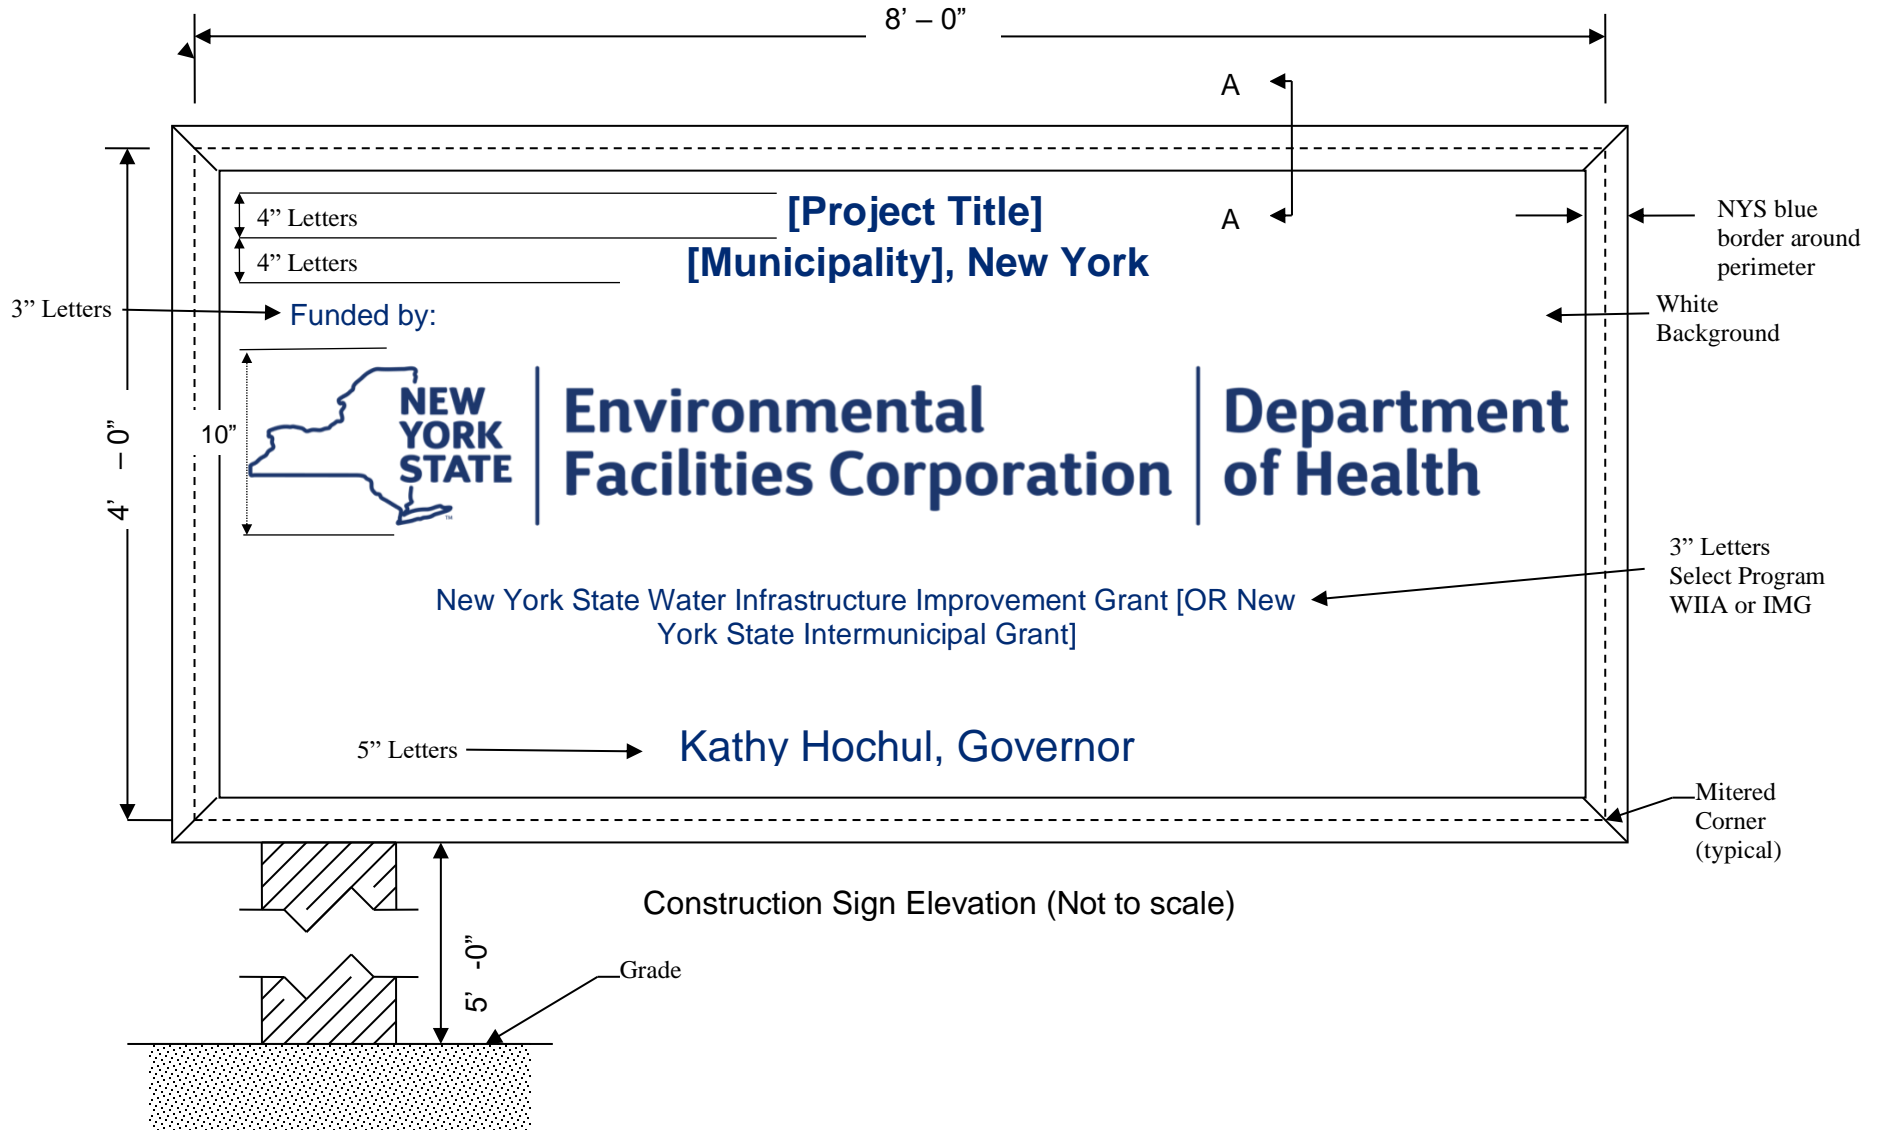 8’ – 0”
A
4” Letters
[Project Title]
A
NYS blue
border around
perimeter
4” Letters
[Municipality], New York
3” Letters
Funded by:
White
Background
4’ – 0”
10”
NEW
YORK
STATE
™
Environmental
Facilities Corporation
Department
of Health
3” Letters
Select Program
WIIA or IMG
New York State Water Infrastructure Improvement Grant [OR New
York State Intermunicipal Grant]
5” Letters
Kathy Hochul, Governor
Mitered
Corner
(typical)
Construction Sign Elevation (Not to scale)
5’ -0”
Grade